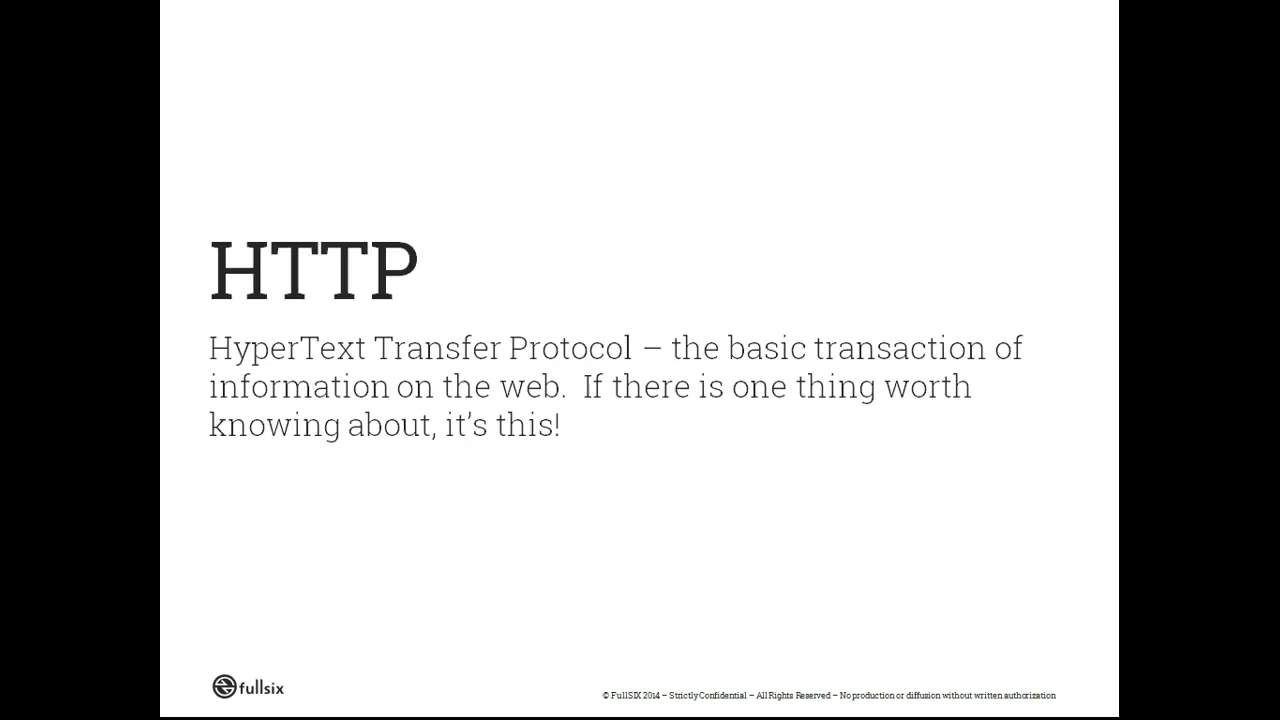 HTTP
HyperText Transfer Protocol – the basic transaction of
information on the web.  If there is one thing worth
knowing about, it's this!
fullsix
© FullSIX 2014 – Strictly Confidential – All Rights Reserved – No production or diffusion without written authorization